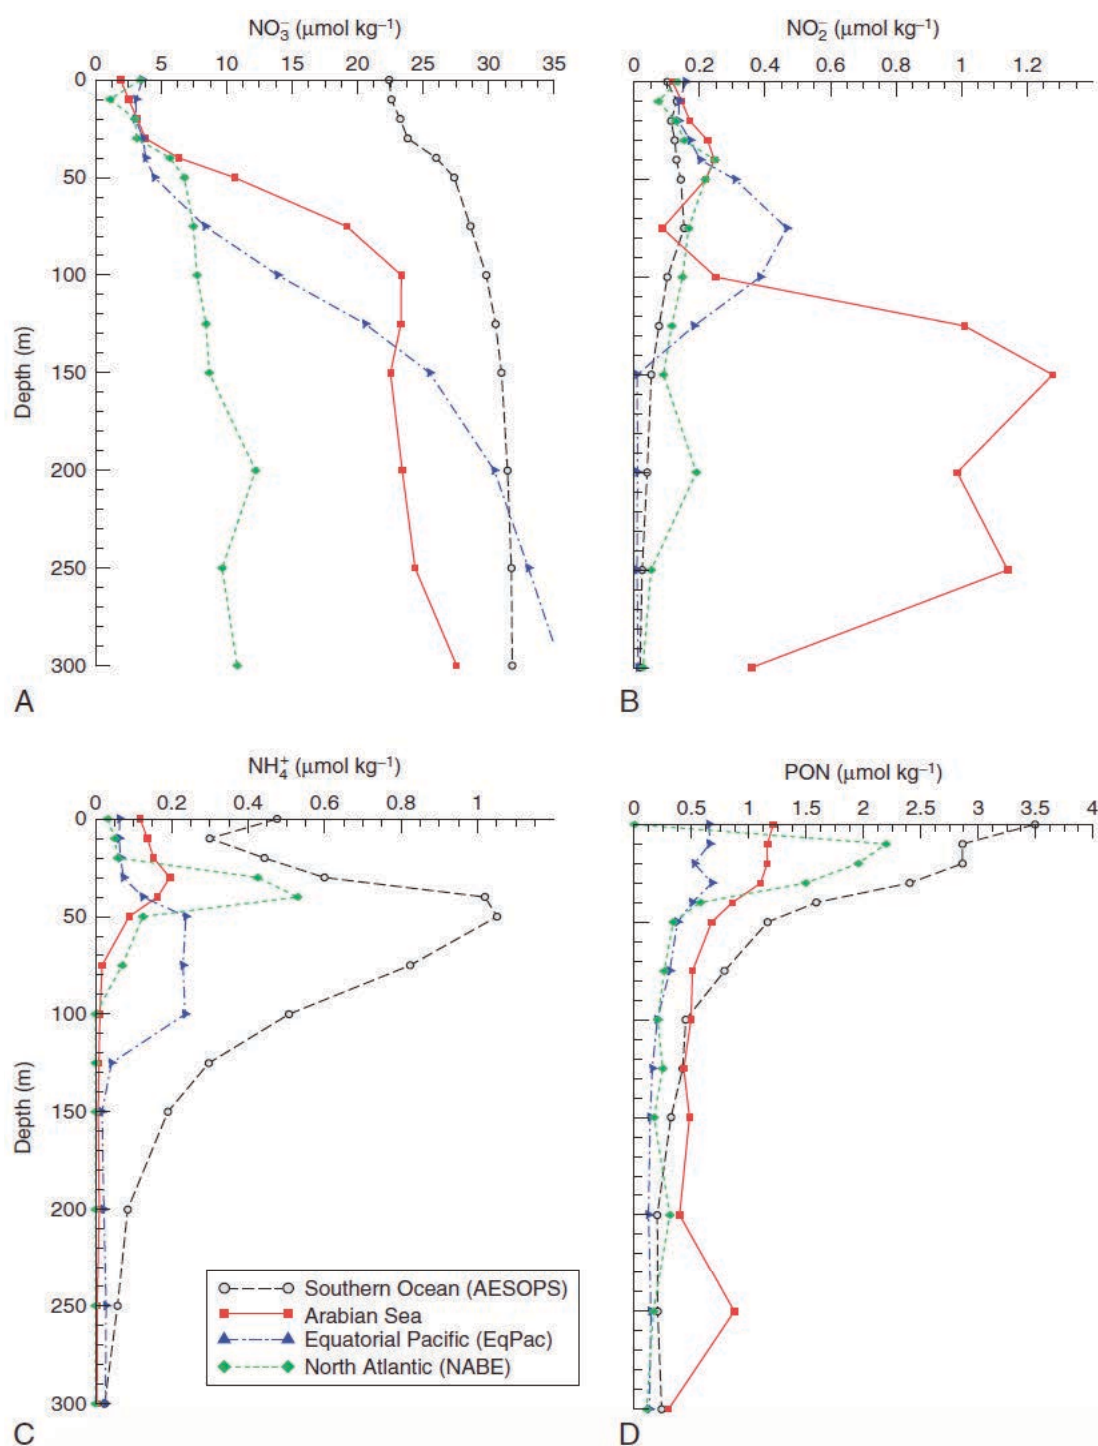 NO₃⁻ (μmol kg⁻¹)
0 5 10 15 20 25 30 35
0
50
100
150
200
250
300
Depth (m)
A
NO₂⁻ (μmol kg⁻¹)
0 0.2 0.4 0.6 0.8 1 1.2
B
NH₄⁺ (μmol kg⁻¹)
0 0.2 0.4 0.6 0.8 1
0
50
100
150
200
250
300
Depth (m)
Southern Ocean (AESOPS)
Arabian Sea
Equatorial Pacific (EqPac)
North Atlantic (NABE)
C
PON (μmol kg⁻¹)
0 0.5 1 1.5 2 2.5 3 3.5 4
D